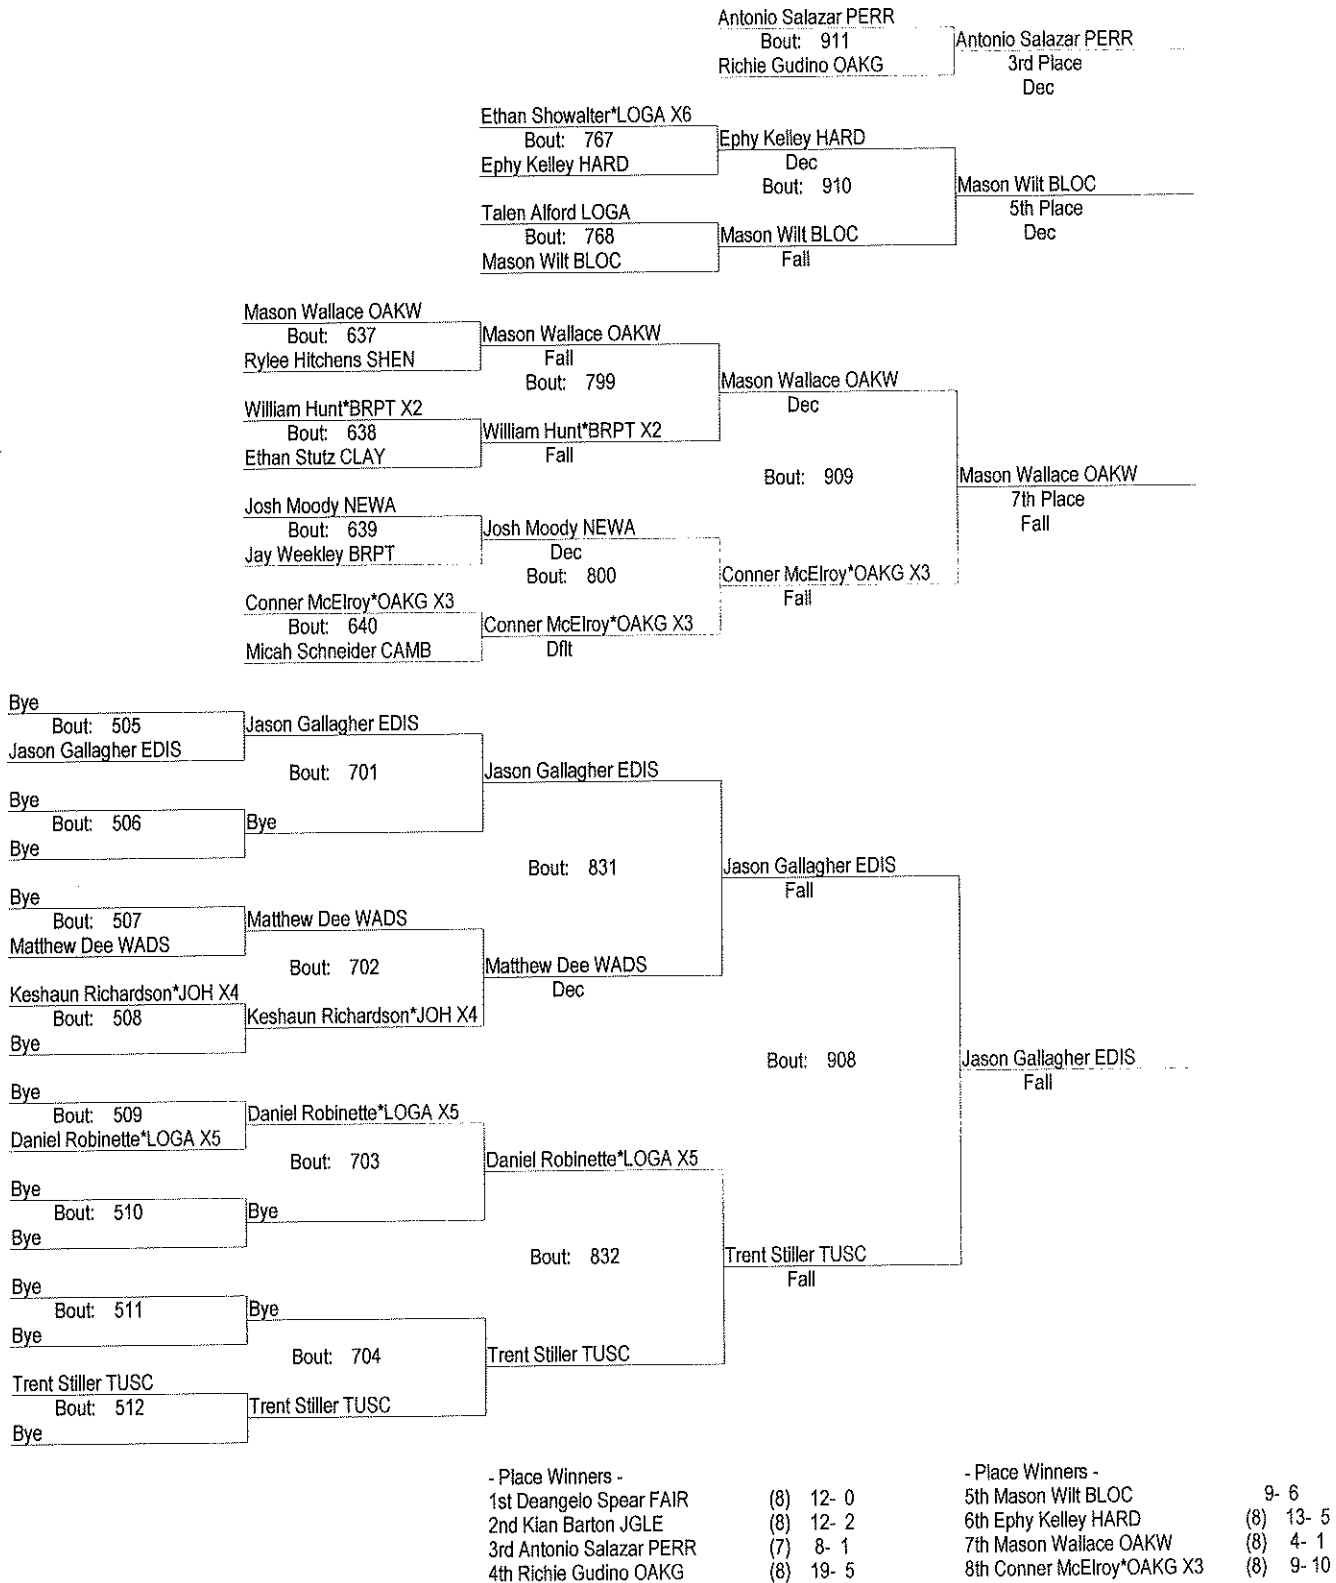 Antonio Salazar PERR
Bout: 911
Richie Gudino OAKG
Antonio Salazar PERR
3rd Place
Dec
Ethan Showalter*LOGA X6
Bout: 767
Ephy Kelley HARD
Ephy Kelley HARD
Dec
Bout: 910
Talen Alford LOGA
Bout: 768
Mason Wilt BLOC
Mason Wilt BLOC
Fall
Mason Wilt BLOC
5th Place
Dec
Mason Wallace OAKW
Bout: 637
Rylee Hitchens SHEN
Mason Wallace OAKW
Fall
Bout: 799
William Hunt*BRPT X2
Bout: 638
Ethan Stutz CLAY
William Hunt*BRPT X2
Fall
Mason Wallace OAKW
Dec
Bout: 909
Josh Moody NEWA
Bout: 639
Jay Weekley BRPT
Josh Moody NEWA
Dec
Bout: 800
Conner McElroy*OAKG X3
Bout: 640
Micah Schneider CAMB
Conner McElroy*OAKG X3
Dflt
Conner McElroy*OAKG X3
Fall
Mason Wallace OAKW
7th Place
Fall
Bye
Bout: 505
Jason Gallagher EDIS
Jason Gallagher EDIS
Bout: 701
Bye
Bout: 506
Bye
Bye
Jason Gallagher EDIS
Bout: 831
Bye
Bout: 507
Matthew Dee WADS
Matthew Dee WADS
Bout: 702
Keshaun Richardson*JOH X4
Bout: 508
Bye
Keshaun Richardson*JOH X4
Matthew Dee WADS
Dec
Jason Gallagher EDIS
Fall
Bout: 908
Bye
Bout: 509
Daniel Robinette*LOGA X5
Daniel Robinette*LOGA X5
Bout: 703
Bye
Bout: 510
Bye
Bye
Daniel Robinette*LOGA X5
Bout: 832
Bye
Bout: 511
Bye
Bye
Bout: 704
Trent Stiller TUSC
Bout: 512
Bye
Trent Stiller TUSC
Trent Stiller TUSC
Trent Stiller TUSC
Fall
Jason Gallagher EDIS
Fall
- Place Winners -
1st Deangelo Spear FAIR (8) 12- 0
2nd Kian Barton JGLE (8) 12- 2
3rd Antonio Salazar PERR (7) 8- 1
4th Richie Gudino OAKG (8) 19- 5
- Place Winners -
5th Mason Wilt BLOC 9- 6
6th Ephy Kelley HARD (8) 13- 5
7th Mason Wallace OAKW (8) 4- 1
8th Conner McElroy*OAKG X3 (8) 9- 10